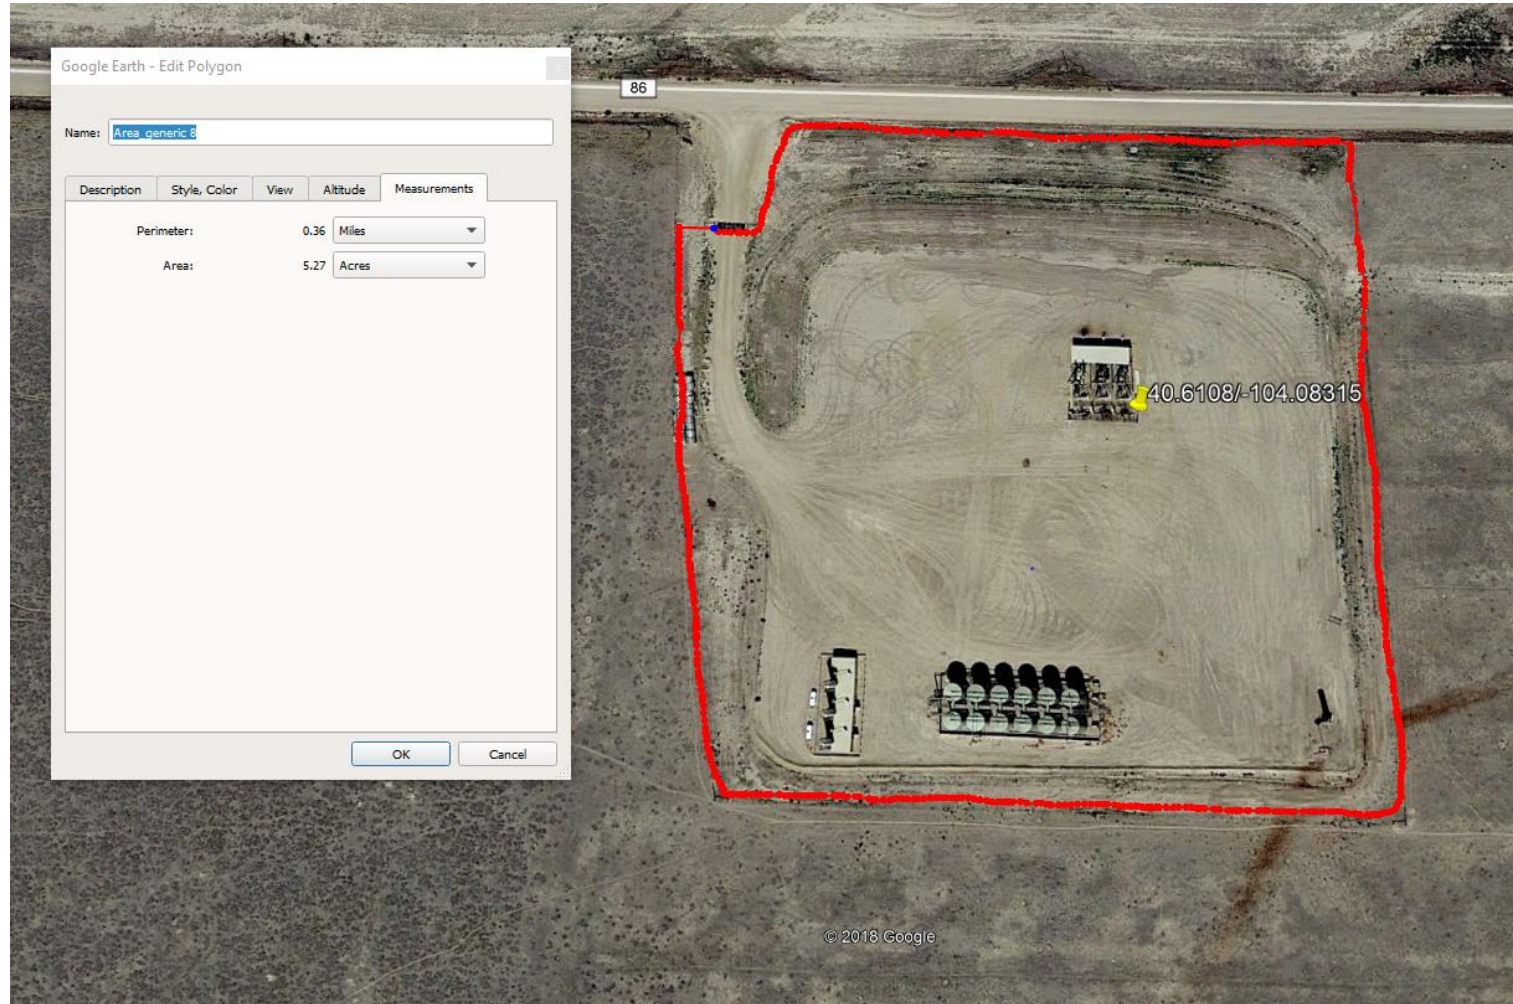 Google Earth - Edit Polygon
86
Name: Area_generic 8
Description Style, Color View Altitude Measurements
Perimeter: 0.36 Miles
Area: 5.27 Acres
40.6108/-104.08315
OK Cancel
© 2018 Google